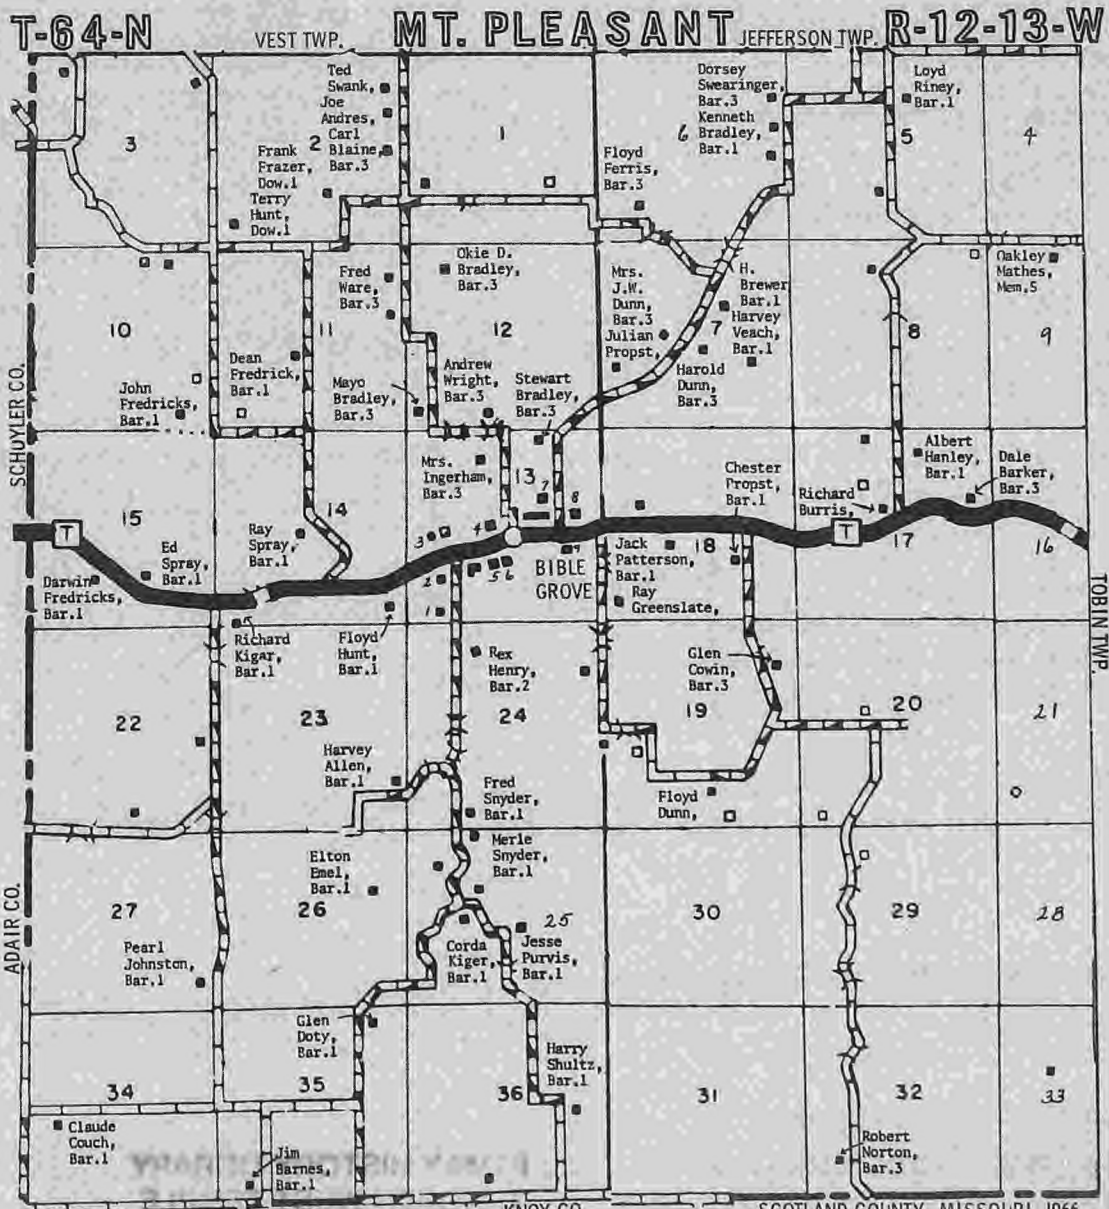 T-64-N
MT. PLEASANT
R-12-13-W
VEST TWP.
JEFFERSON TWP.
Ted
Swank,
Joe
Andres,
Carl
Blaine,
Bar.3
Dorsey
Swearinger,
Bar.3
Kenneth
Bradley,
Bar.1
Loyd
Riney,
Bar.1
3
2
1
6
5
4
Frank
Frazer,
Dow.1
Terry
Hunt,
Dow.1
Floyd
Ferris,
Bar.3
Fred
Ware,
Bar.3
Okie D.
Bradley,
Bar.3
Mrs.
J.W.
Dunn,
Bar.3
Julian
Propst,
H.
Brewer
Bar.1
Harvey
Veach,
Bar.1
Oakley
Mathes,
Mem.5
10
11
12
7
8
9
Dean
Fredrick,
Bar.1
John
Fredricks,
Bar.1
Mayo
Bradley,
Bar.3
Andrew
Wright,
Bar.3
Stewart
Bradley,
Bar.3
Harold
Dunn,
Bar.3
SCHUYLER CO.
Mrs.
Ingerham,
Bar.3
13
7
8
Chester
Propst,
Bar.1
Richard
Burris,
Albert
Hanley,
Bar.1
Dale
Barker,
Bar.3
15
14
T
Ed
Spray,
Bar.1
Ray
Spray,
Bar.1
3
4
2
5
6
9
1
BIBLE
GROVE
Jack
Patterson,
Bar.1
Ray
Greenslate,
18
T
17
16
Darwin
Fredricks,
Bar.1
TOBIN TWP.
Richard
Kigar,
Bar.1
Floyd
Hunt,
Bar.1
Rex
Henry,
Bar.2
Glen
Cowin,
Bar.3
22
23
24
19
20
21
Harvey
Allen,
Bar.1
Fred
Snyder,
Bar.1
Floyd
Dunn,
Merle
Snyder,
Bar.1
Elton
Emel,
Bar.1
ADAIR CO.
27
26
25
30
29
28
Pearl
Johnston,
Bar.1
Corda
Kiger,
Bar.1
Jesse
Purvis,
Bar.1
Glen
Doty,
Bar.1
Harry
Shultz,
Bar.1
34
35
36
31
32
33
Claude
Couch,
Bar.1
Jim
Barnes,
Bar.1
Robert
Norton,
Bar.3
KNOX CO.
SCOTLAND COUNTY, MISSOURI 1966